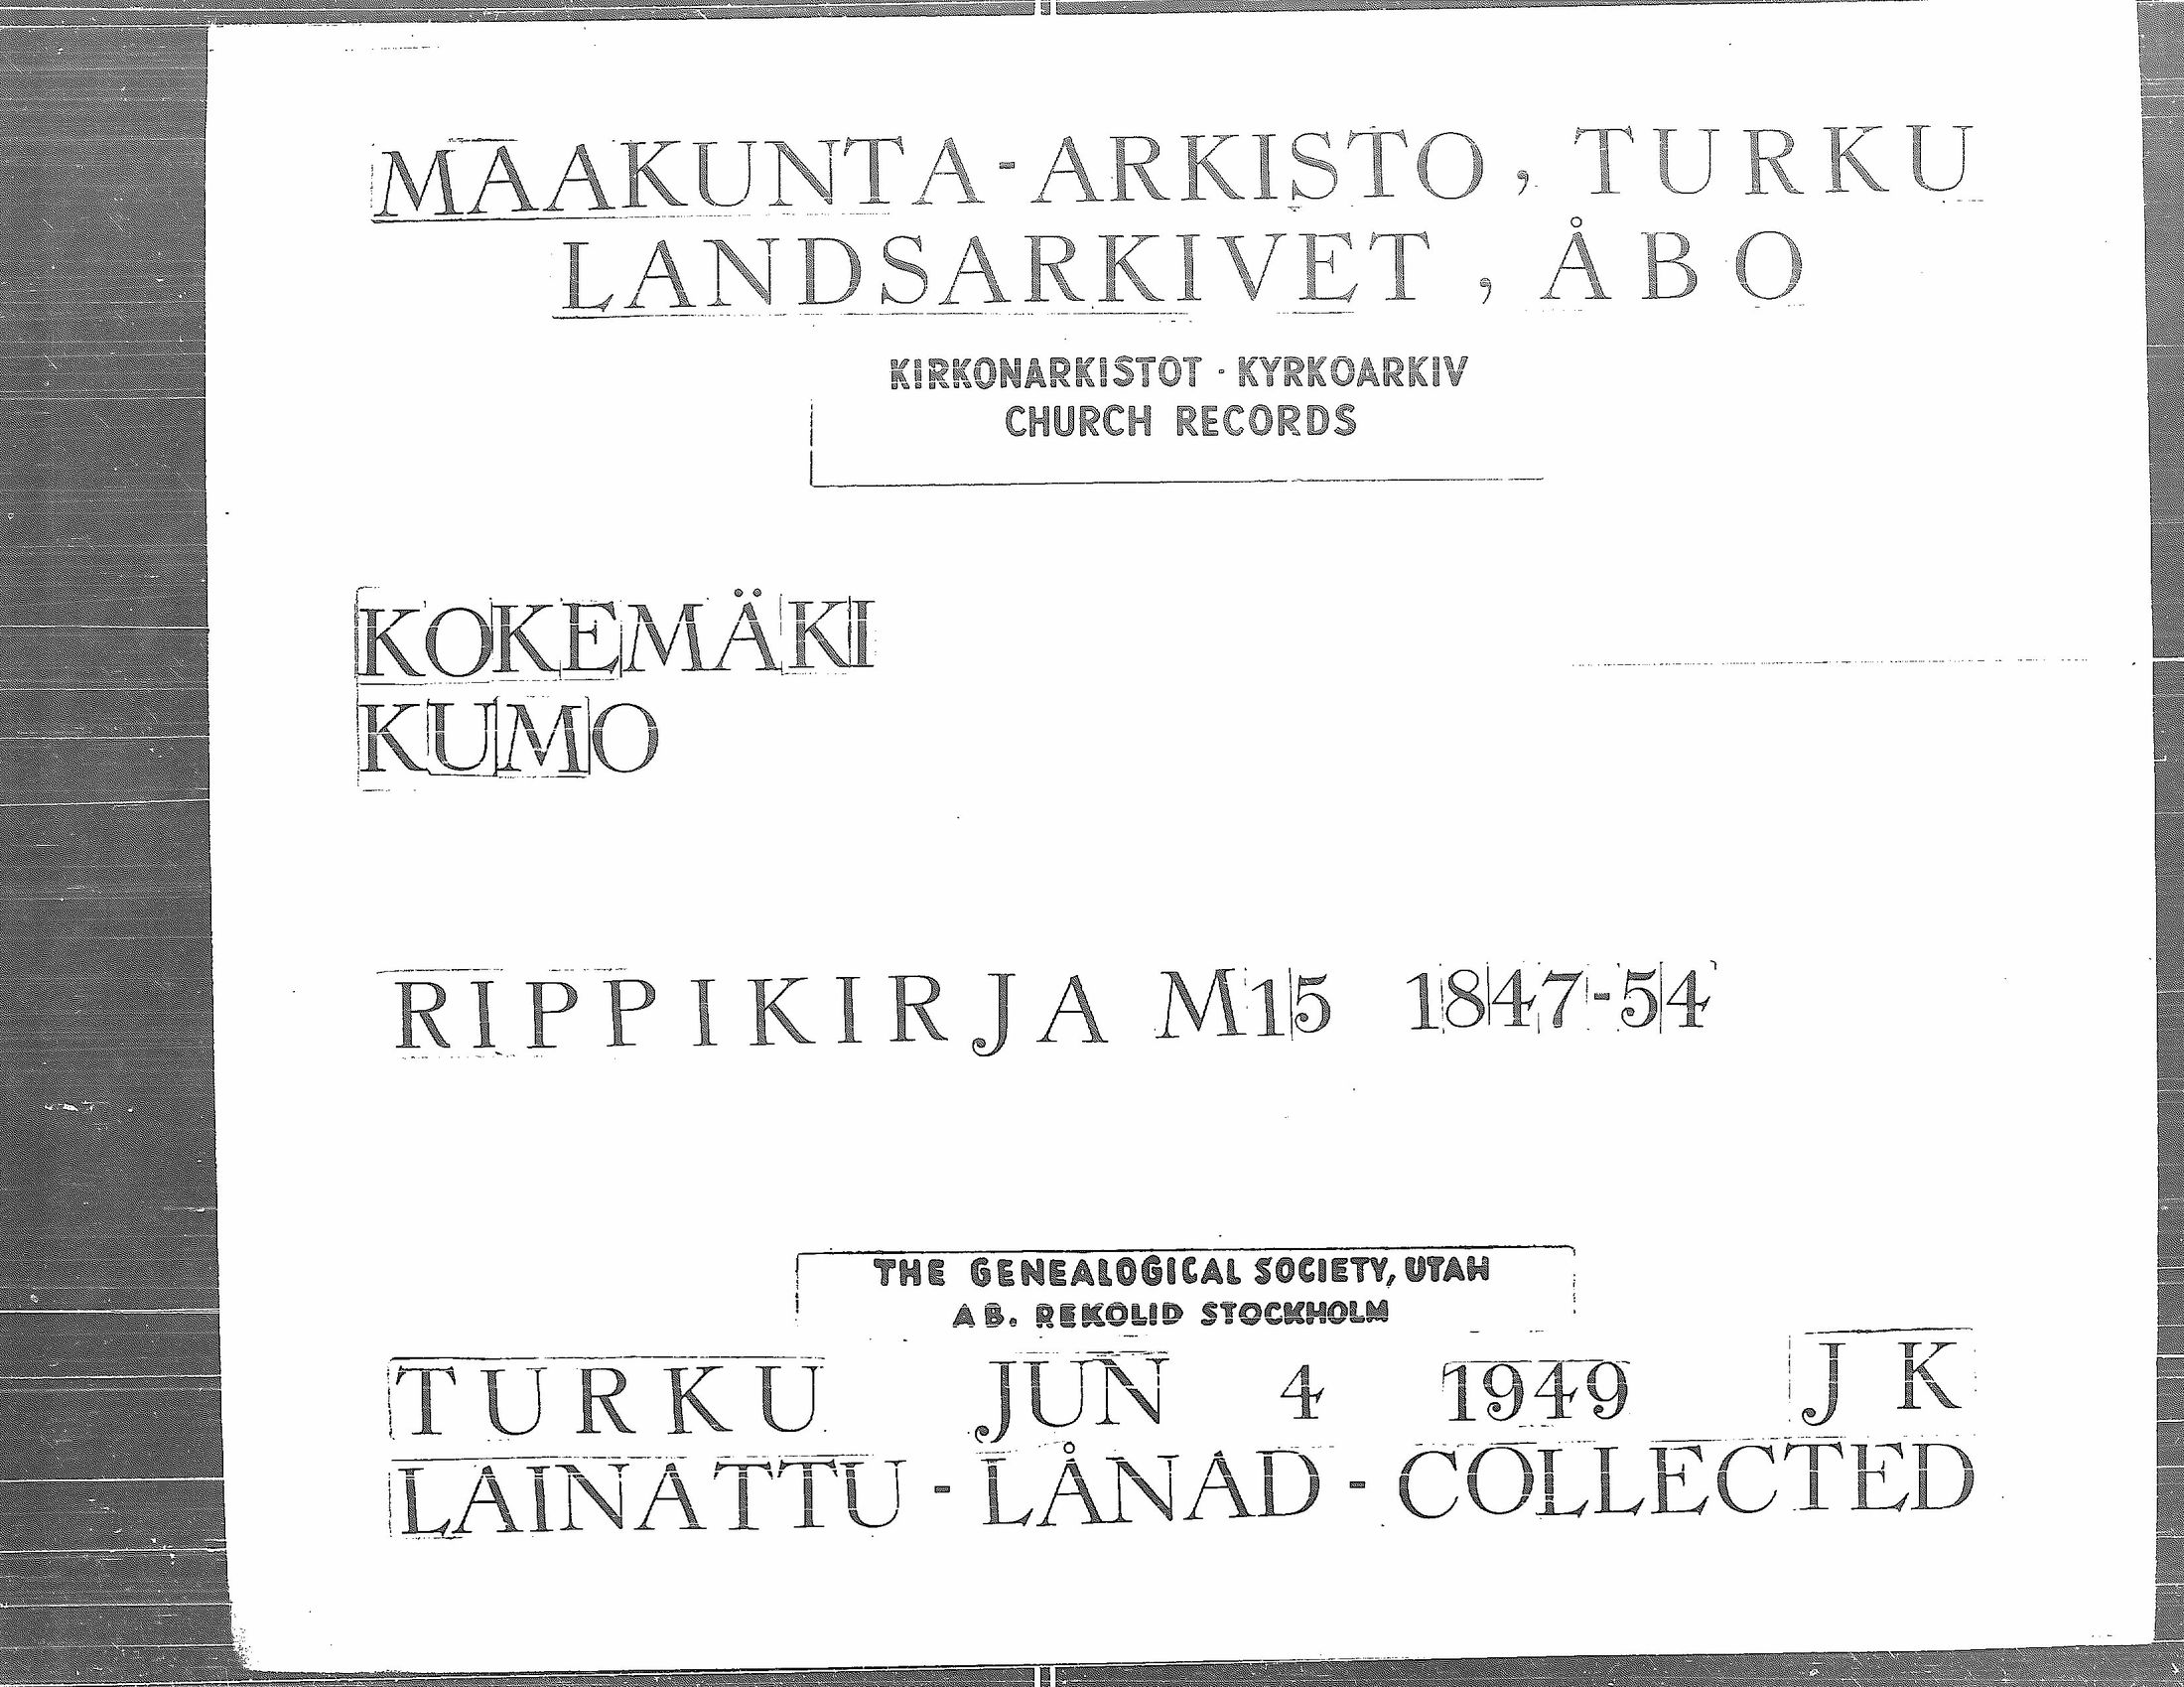 MAAKUNTA-ARKISTO, TURKU
LANDSARKIVET, ÅBO
KIRKONARKISTOT - KYRKOARKIV
CHURCH RECORDS
KOKEMÄKI
KUMO
RIPPIKIRJA M15 1847-54
THE GENEALOGICAL SOCIETY, UTAH
AB. REKOLID STOCKHOLM
TURKU JUN 4 1949 JK
LAINATTU - LÅNAD - COLLECTED